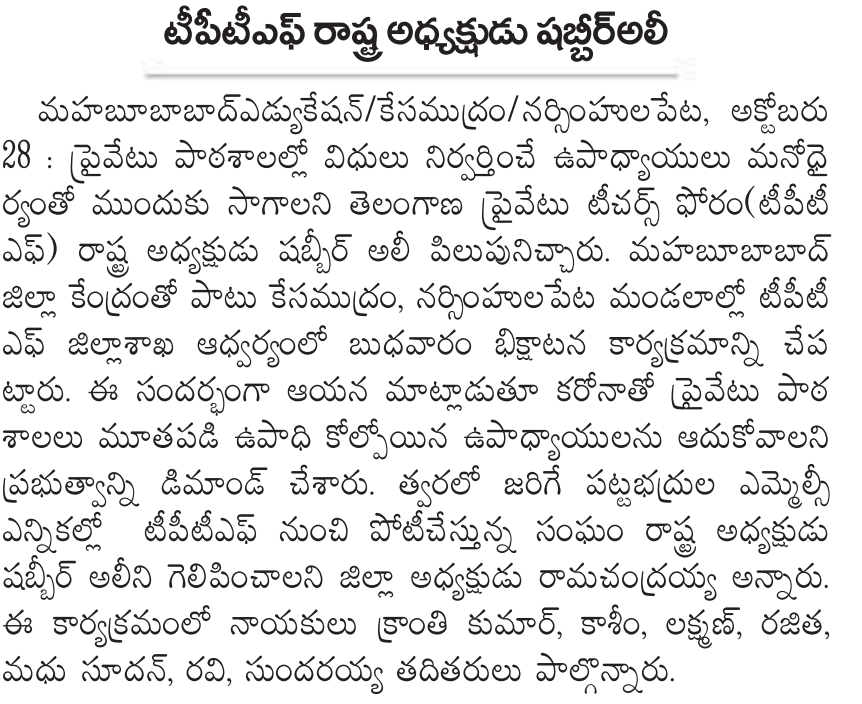 టీపీటీఎఫ్ రాష్ట్ర అధ్యక్షుడు షబ్బీర్అలీ
మహబూబాబాద్ఎడ్యుకేషన్/కేసముద్రం/నర్సింహులపేట, అక్టోబరు
28 : ప్రైవేటు పాఠశాలల్లో విధులు నిర్వర్తించే ఉపాధ్యాయులు మనోధై
ర్యంతో ముందుకు సాగాలని తెలంగాణ ప్రైవేటు టీచర్స్ ఫోరం(టీపీటీ
ఎఫ్) రాష్ట్ర అధ్యక్షుడు షబ్బీర్ అలీ పిలుపునిచ్చారు. మహబూబాబాద్
జిల్లా కేంద్రంతో పాటు కేసముద్రం, నర్సింహులపేట మండలాల్లో టీపీటీ
ఎఫ్ జిల్లాశాఖ ఆధ్వర్యంలో బుధవారం భిక్షాటన కార్యక్రమాన్ని చేప
ట్టారు. ఈ సందర్భంగా ఆయన మాట్లాడుతూ కరోనాతో ప్రైవేటు పాఠ
శాలలు మూతపడి ఉపాధి కోల్పోయిన ఉపాధ్యాయులను ఆదుకోవాలని
ప్రభుత్వాన్ని డిమాండ్ చేశారు. త్వరలో జరిగే పట్టభద్రుల ఎమ్మెల్సీ
ఎన్నికల్లో టీపీటీఎఫ్ నుంచి పోటీచేస్తున్న సంఘం రాష్ట్ర అధ్యక్షుడు
షబ్బీర్ అలీని గెలిపించాలని జిల్లా అధ్యక్షుడు రామచంద్రయ్య అన్నారు.
ఈ కార్యక్రమంలో నాయకులు క్రాంతి కుమార్, కాశీం, లక్ష్మణ్, రజిత,
మధు సూదన్, రవి, సుందరయ్య తదితరులు పాల్గొన్నారు.